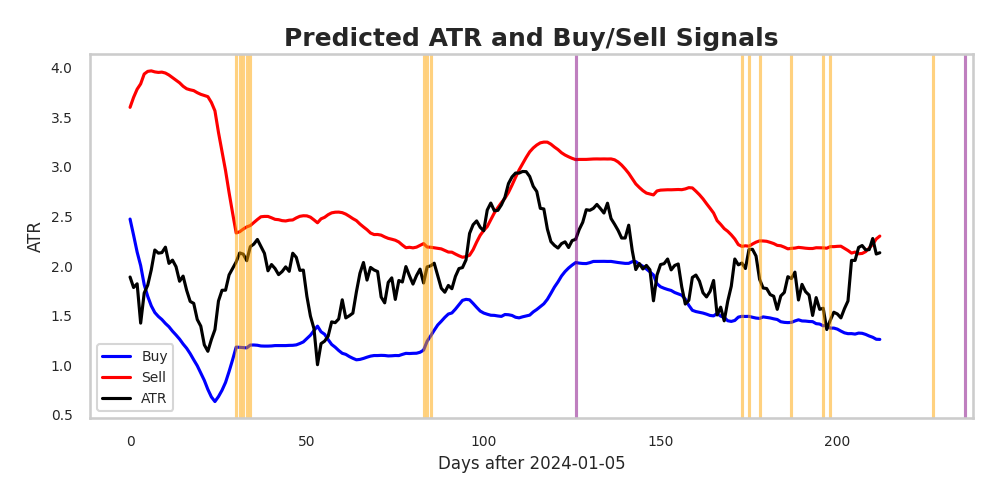 Predicted ATR and Buy/Sell Signals
4.0
3.5
3.0
2.5
2.0
1.5
1.0
0.5
ATR
Buy
Sell
ATR
0 50 100 150 200
Days after 2024-01-05